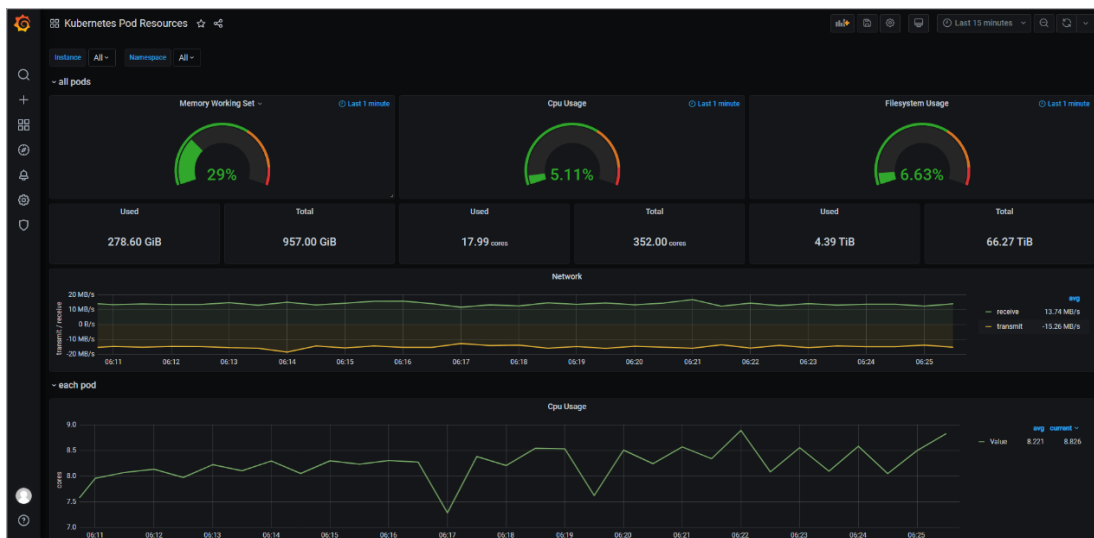 Kubernetes Pod Resources
Last 15 minutes
Instance All Namespace All
all pods
Memory Working Set Last 1 minute
29%
Cpu Usage Last 1 minute
5.11%
Filesystem Usage Last 1 minute
6.63%
Used
278.60 GiB
Total
957.00 GiB
Used
17.99 cores
Total
352.00 cores
Used
4.39 TiB
Total
66.27 TiB
Network
transmit / receive
20 MB/s
10 MB/s
0 B/s
-10 MB/s
-20 MB/s
06:11 06:12 06:13 06:14 06:15 06:16 06:17 06:18 06:19 06:20 06:21 06:22 06:23 06:24 06:25
avg
receive 13.74 MB/s
transmit -15.26 MB/s
each pod
Cpu Usage
cores
9.0
8.5
8.0
7.5
7.0
06:11 06:12 06:13 06:14 06:15 06:16 06:17 06:18 06:19 06:20 06:21 06:22 06:23 06:24 06:25
avg current
Value 8.221 8.826